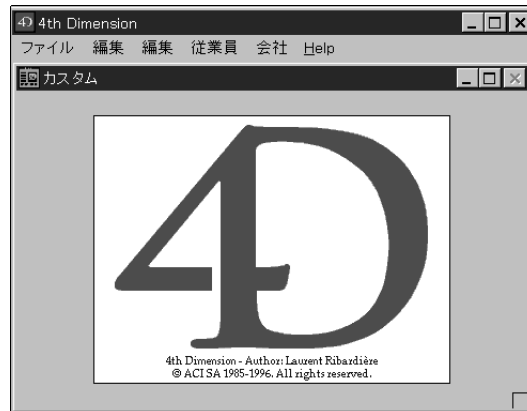 4D 4th Dimension
ファイル 編集 編集 従業員 会社 Help
カスタム
4D
4th Dimension - Author: Laurent Ribardière
© ACI SA 1985-1996. All rights reserved.